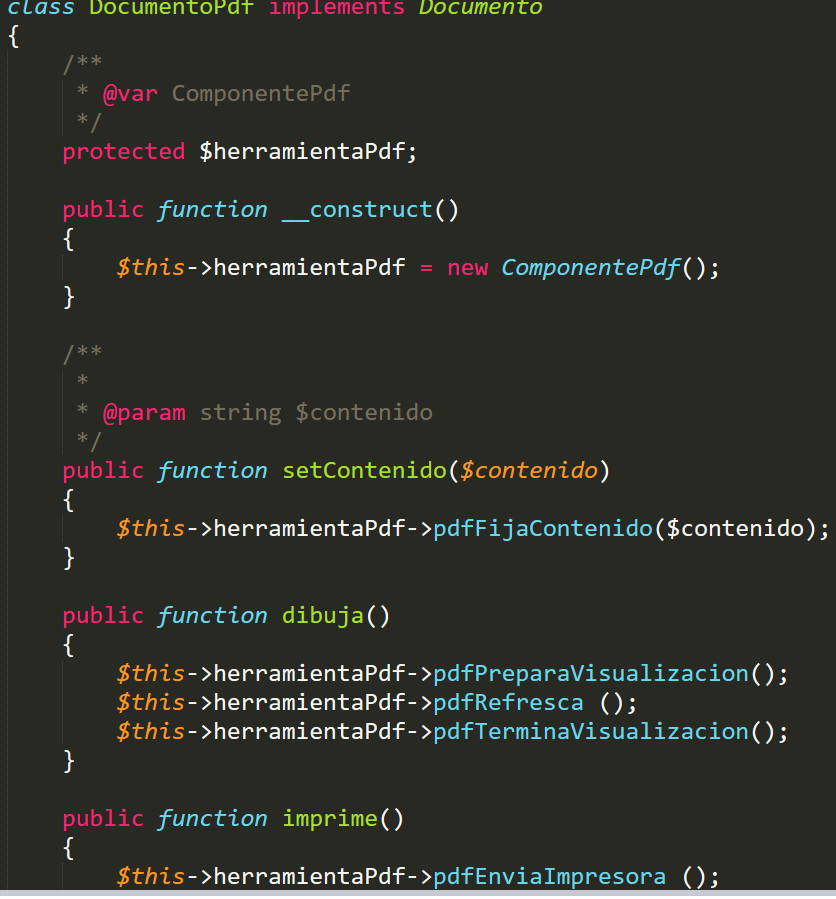 class DocumentoPdf implements Documento
{
    /**
     * @var ComponentePdf
     */
    protected $herramientaPdf;

    public function __construct()
    {
        $this->herramientaPdf = new ComponentePdf();
    }

    /**
     *
     * @param string $contenido
     */
    public function setContenido($contenido)
    {
        $this->herramientaPdf->pdfFijaContenido($contenido);
    }

    public function dibuja()
    {
        $this->herramientaPdf->pdfPreparaVisualizacion();
        $this->herramientaPdf->pdfRefresca ();
        $this->herramientaPdf->pdfTerminaVisualizacion();
    }

    public function imprime()
    {
        $this->herramientaPdf->pdfEnviaImpresora ();